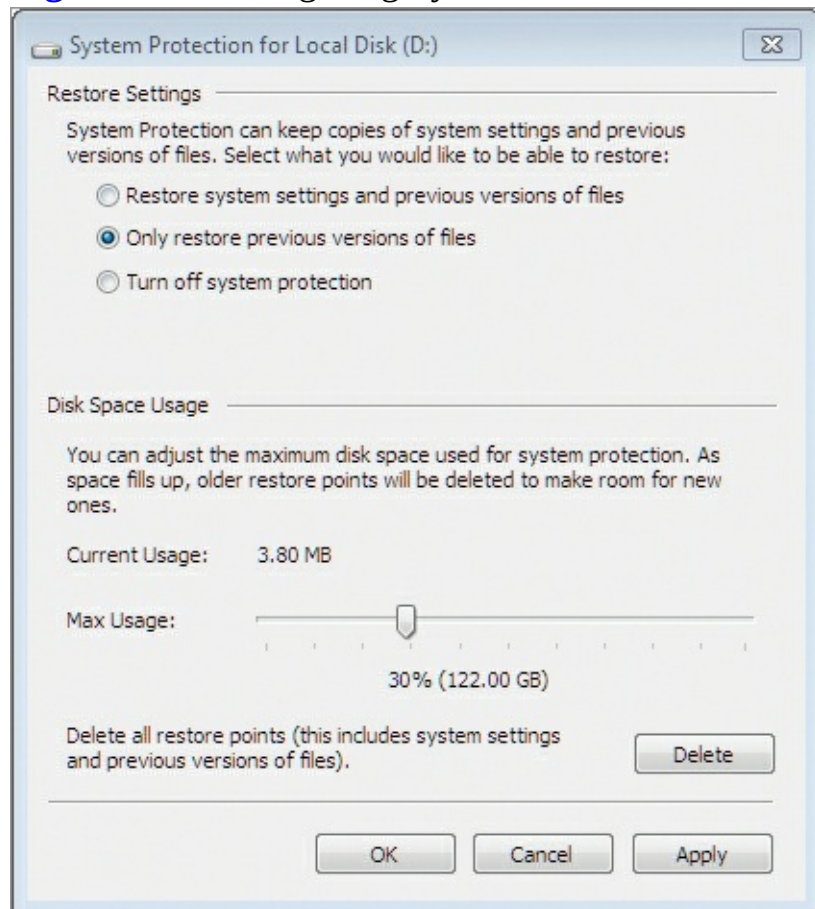 System Protection for Local Disk (D:)
Restore Settings
System Protection can keep copies of system settings and previous
versions of files. Select what you would like to be able to restore:
Restore system settings and previous versions of files
Only restore previous versions of files
Turn off system protection
Disk Space Usage
You can adjust the maximum disk space used for system protection. As
space fills up, older restore points will be deleted to make room for new
ones.
Current Usage: 3.80 MB
Max Usage:
30% (122.00 GB)
Delete all restore points (this includes system settings
and previous versions of files).
Delete
OK Cancel Apply